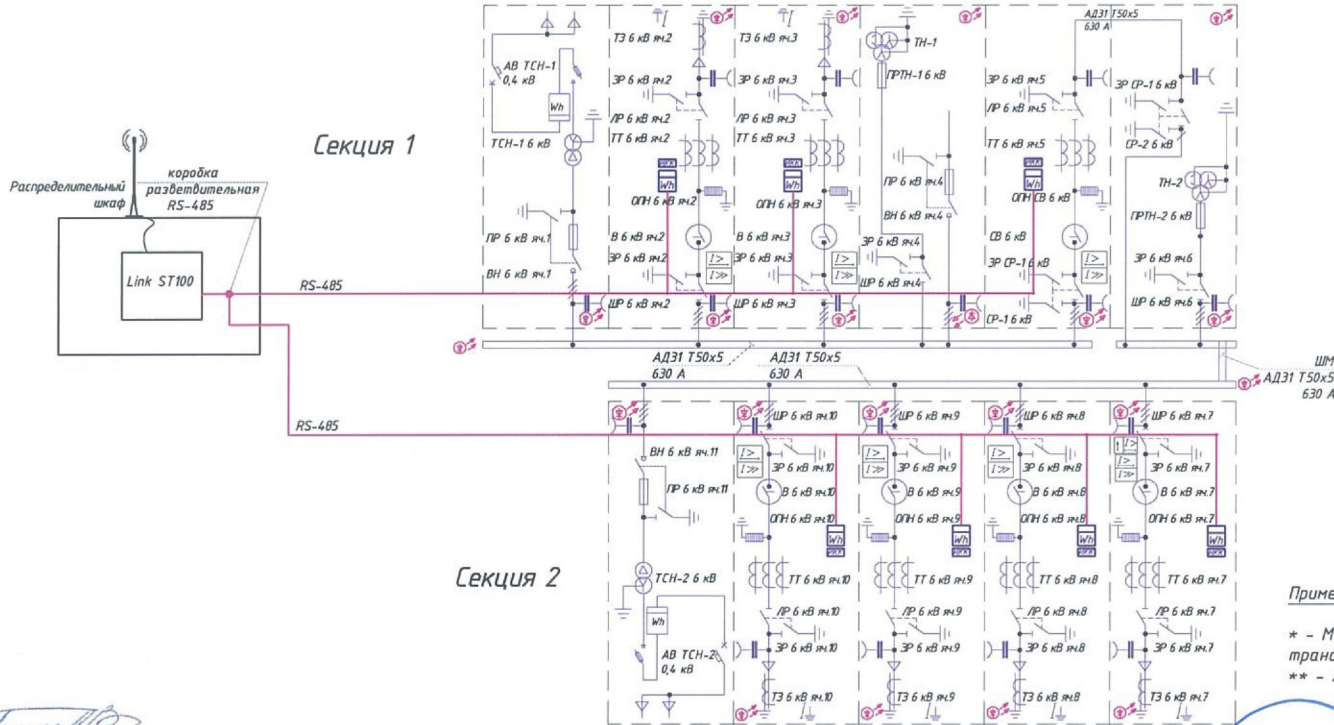 Секция 1
Распределительный
шкаф
коробка
разветвительная
RS-485
Link ST100
RS-485
RS-485
АВ ТСН-1
0,4 кВ
Wh
ТСН-1 6 кВ
ПР 6 кВ яч.1
ВН 6 кВ яч.1
ТЗ 6 кВ яч.2
ЗР 6 кВ яч.2
ЛР 6 кВ яч.2
ТТ 6 кВ яч.2
Wh
ОПН 6 кВ яч.2
В 6 кВ яч.2
ЗР 6 кВ яч.2
I>
I>>
ШР 6 кВ яч.2
ТЗ 6 кВ яч.3
ЗР 6 кВ яч.3
ЛР 6 кВ яч.3
ТТ 6 кВ яч.3
Wh
ОПН 6 кВ яч.3
В 6 кВ яч.3
ЗР 6 кВ яч.3
I>
I>>
ШР 6 кВ яч.3
ТН-1
ПРТН-1 6 кВ
ПР 6 кВ яч.4
ВН 6 кВ яч.4
ЗР 6 кВ яч.4
ШР 6 кВ яч.4
АД31 Т50х5
630 А
ЗР 6 кВ яч.5
ЛР 6 кВ яч.5
ТТ 6 кВ яч.5
Wh
ОПН СВ 6 кВ
СВ 6 кВ
ЗР СР-1 6 кВ
I>
I>>
СР-1 6 кВ
ЗР СР-1 6 кВ
СР-2 6 кВ
ТН-2
ПРТН-2 6 кВ
ЗР 6 кВ яч.6
ШР 6 кВ яч.6
АД31 Т50х5
630 А
АД31 Т50х5
630 А
ШМ
АД31 Т50х5
630 А
Секция 2
ВН 6 кВ яч.11
ПР 6 кВ яч.11
ТСН-2 6 кВ
Wh
АВ ТСН-2
0,4 кВ
ШР 6 кВ яч.10
I>
I>>
ЗР 6 кВ яч.10
В 6 кВ яч.10
ОПН 6 кВ яч.10
Wh
ТТ 6 кВ яч.10
ЛР 6 кВ яч.10
ЗР 6 кВ яч.10
ТЗ 6 кВ яч.10
ШР 6 кВ яч.9
I>
I>>
ЗР 6 кВ яч.9
В 6 кВ яч.9
ОПН 6 кВ яч.9
Wh
ТТ 6 кВ яч.9
ЛР 6 кВ яч.9
ЗР 6 кВ яч.9
ТЗ 6 кВ яч.9
ШР 6 кВ яч.8
I>
I>>
ЗР 6 кВ яч.8
В 6 кВ яч.8
ОПН 6 кВ яч.8
Wh
ТТ 6 кВ яч.8
ЛР 6 кВ яч.8
ЗР 6 кВ яч.8
ТЗ 6 кВ яч.8
ШР 6 кВ яч.7
I>
I>
I>>
ЗР 6 кВ яч.7
В 6 кВ яч.7
ОПН 6 кВ яч.7
Wh
ТТ 6 кВ яч.7
ЛР 6 кВ яч.7
ЗР 6 кВ яч.7
ТЗ 6 кВ яч.7
Приме
* - М
транс
** -